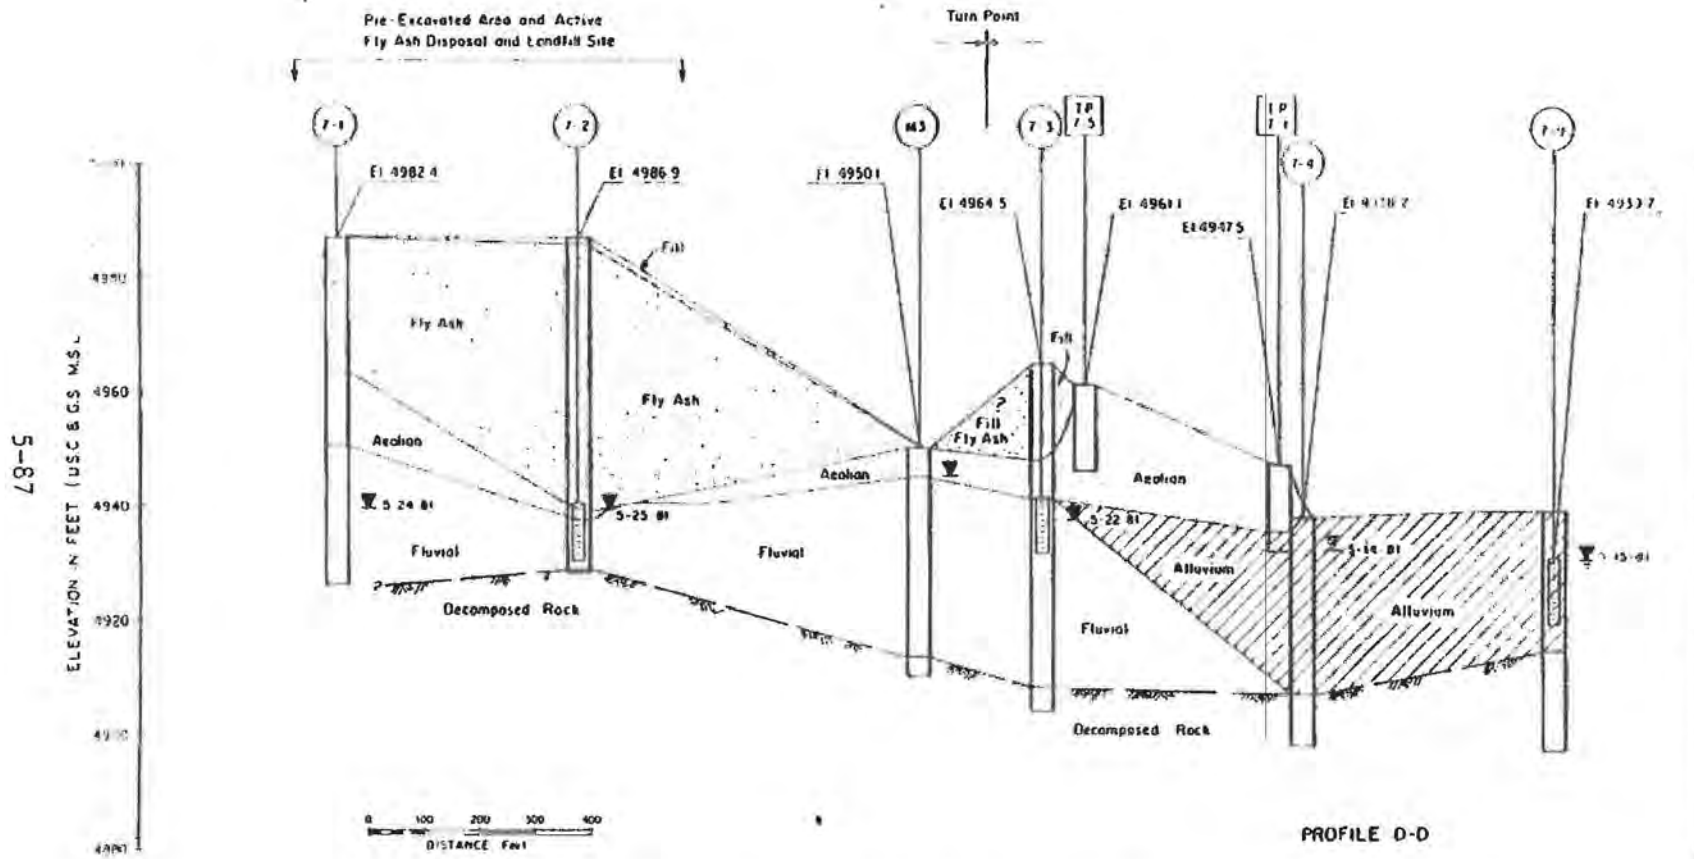 Pre-Excavated Area and Active
Fly Ash Disposal and Landfill Site
Turn Point
7-1
7-2
M3
7-3
TP
7-5
TP
7-4
El 4982.4
El 4986.9
El 4950.1
El 4964.5
El 4961.1
El 4947.5
Fill
Fly Ash
Fly Ash
Fill
?
Fill
Fly Ash
Aeolian
Aeolian
Aeolian
5-24-81
5-25-81
5-22-81
5-14-81
Fluvial
Fluvial
Fluvial
Alluvium
Alluvium
?
Decomposed Rock
Decomposed Rock
4960
4940
4920
ELEVATION IN FEET (U.S.C. & G.S. M.S.L.
5-87
0 100 200 300 400
DISTANCE Feet
PROFILE D-D